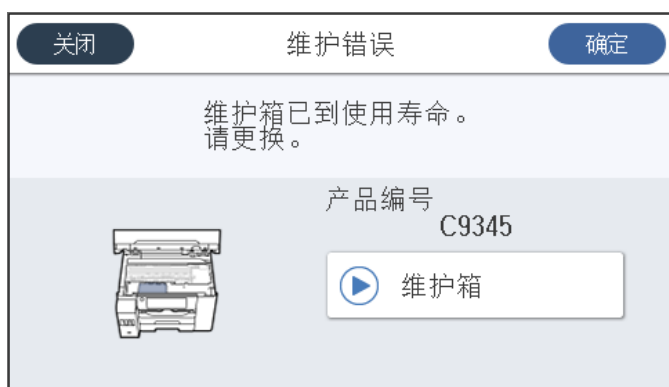 关闭
维护错误
确定
维护箱已到使用寿命。
请更换。
产品编号
C9345
维护箱